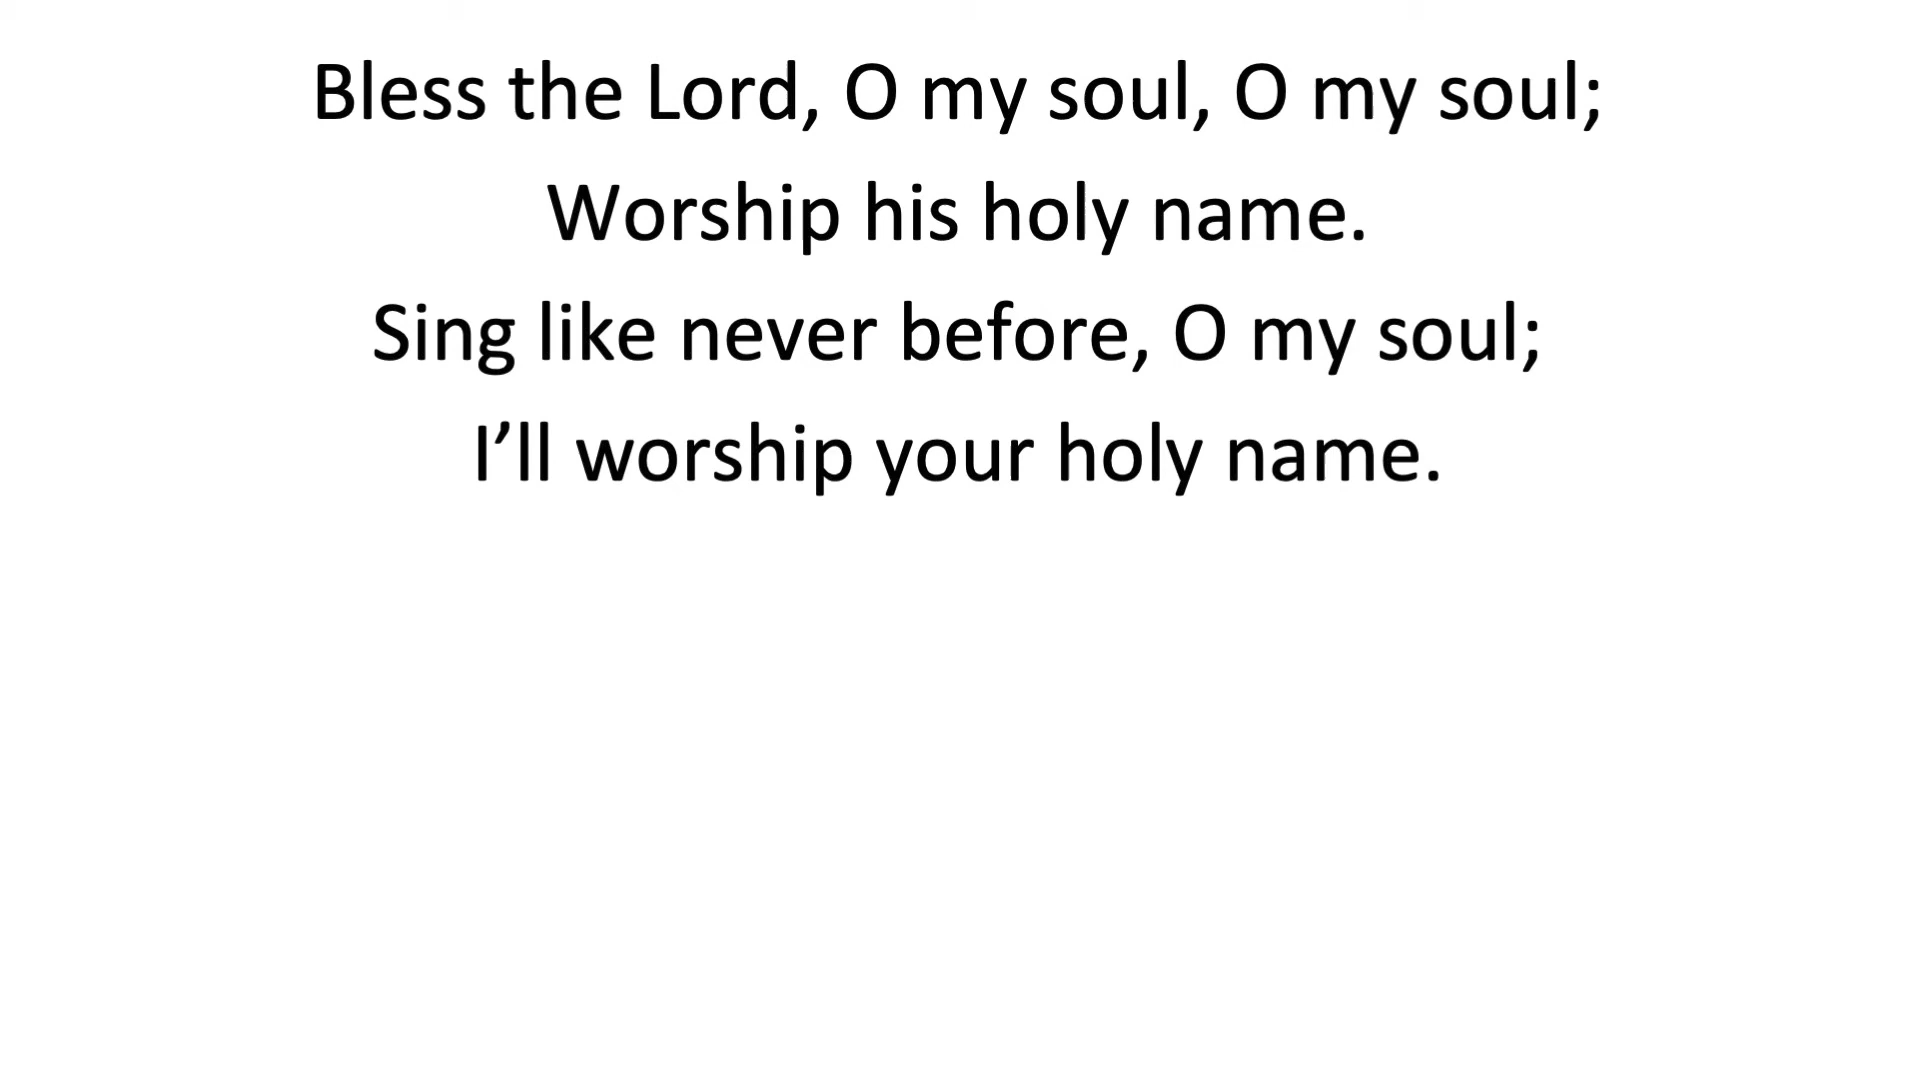 Bless the Lord, O my soul, O my soul;
Worship his holy name.
Sing like never before, O my soul;
I’ll worship your holy name.